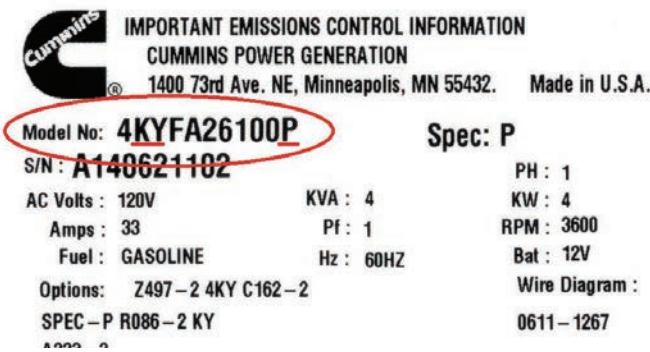 Cummins
IMPORTANT EMISSIONS CONTROL INFORMATION
CUMMINS POWER GENERATION
® 1400 73rd Ave. NE, Minneapolis, MN 55432. Made in U.S.A.
Model No: 4KYFA26100P Spec: P
S/N : A140621102 PH : 1
AC Volts : 120V KVA : 4 KW : 4
Amps : 33 Pf : 1 RPM : 3600
Fuel : GASOLINE Hz : 60HZ Bat : 12V
Options: Z497–2 4KY C162–2 Wire Diagram :
SPEC–P R086–2 KY 0611–1267